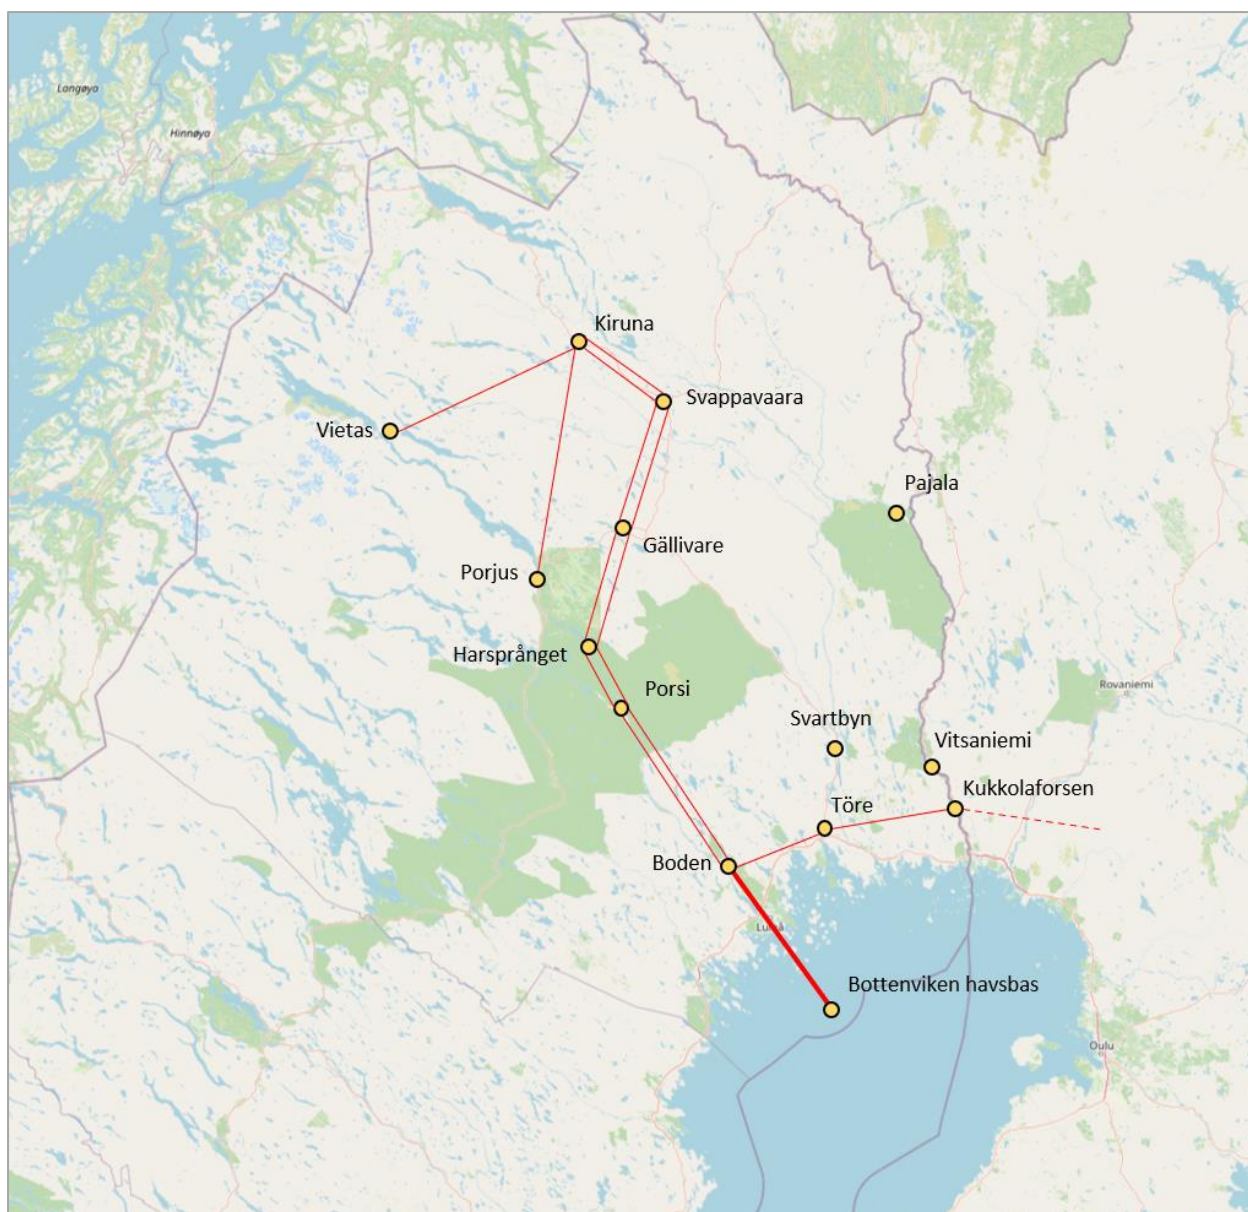 Langøya
Hinnøya
Kiruna
Svappavaara
Vietas
Pajala
Gällivare
Porjus
Harsprånget
Porsi
Rovaniemi
Svartbyn
Vitsaniemi
Kukkolaforsen
Töre
Boden
Luleå
Bottenviken havsbas
Oulu